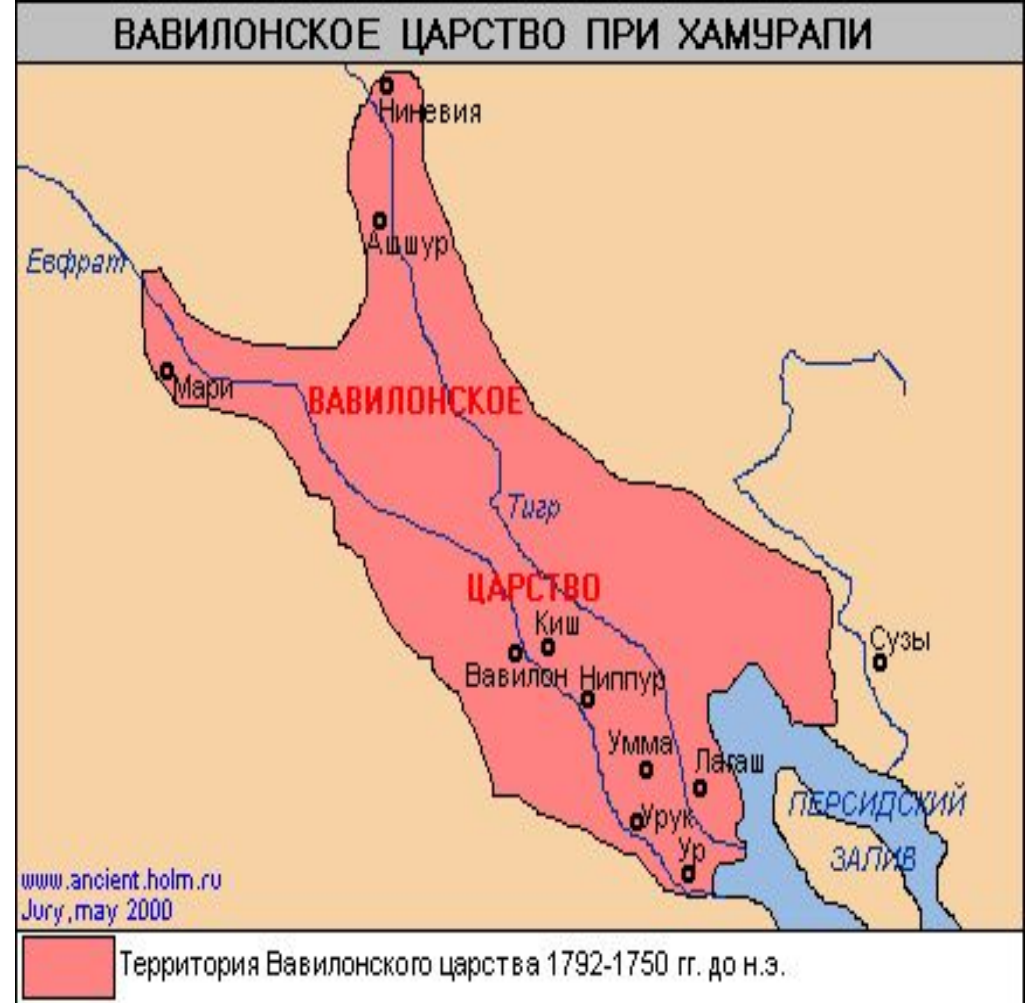 ВАВИЛОНСКОЕ ЦАРСТВО ПРИ ХАМУРАПИ
Ниневия
Ашшур
Евфрат
Мари
ВАВИЛОНСКОЕ
Тигр
ЦАРСТВО
Киш
Сузы
Вавилон
Ниппур
Умма
Лагаш
ПЕРСИДСКИЙ
Урук
Ур
ЗАЛИВ
www.ancient.holm.ru
Jury,may 2000
Территория Вавилонского царства 1792-1750 гг. до н.э.